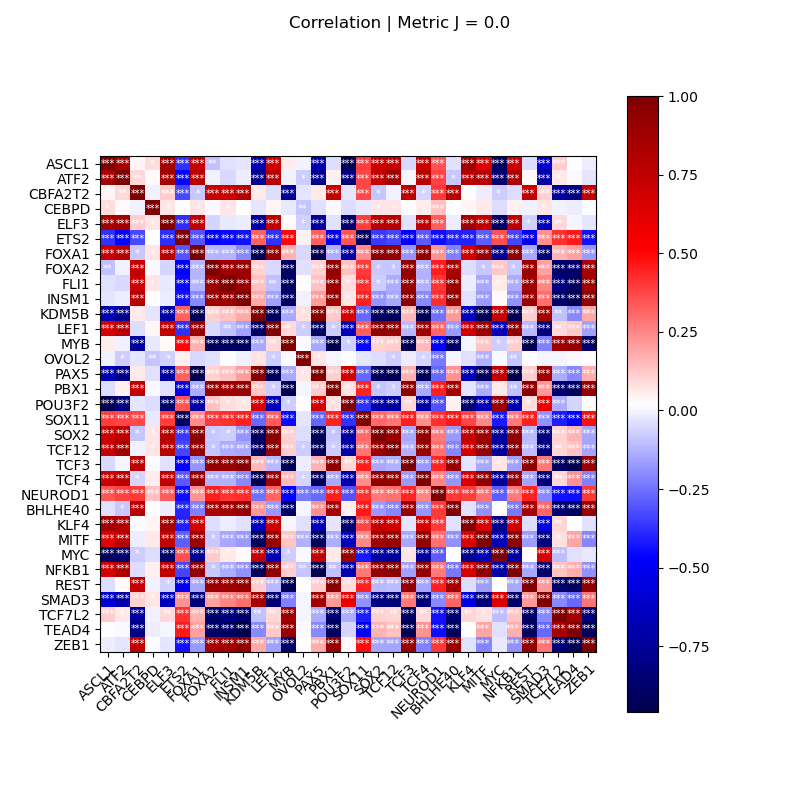 Correlation | Metric J = 0.0
ASCL1
ATF2
CBFA2T2
CEBPD
ELF3
ETS2
FOXA1
FOXA2
FLI1
INSM1
KDM5B
LEF1
MYB
OVOL2
PAX5
PBX1
POU3F2
SOX11
SOX2
TCF12
TCF3
TCF4
NEUROD1
BHLHE40
KLF4
MITF
MYC
NFKB1
REST
SMAD3
TCF7L2
TEAD4
ZEB1
ASCL1
ATF2
CBFA2T2
CEBPD
ELF3
ETS2
FOXA1
FOXA2
FLI1
INSM1
KDM5B
LEF1
MYB
OVOL2
PAX5
PBX1
POU3F2
SOX11
SOX2
TCF12
TCF3
TCF4
NEUROD1
BHLHE40
KLF4
MITF
MYC
NFKB1
REST
SMAD3
TCF7L2
TEAD4
ZEB1
1.00
0.75
0.50
0.25
0.00
−0.25
−0.50
−0.75